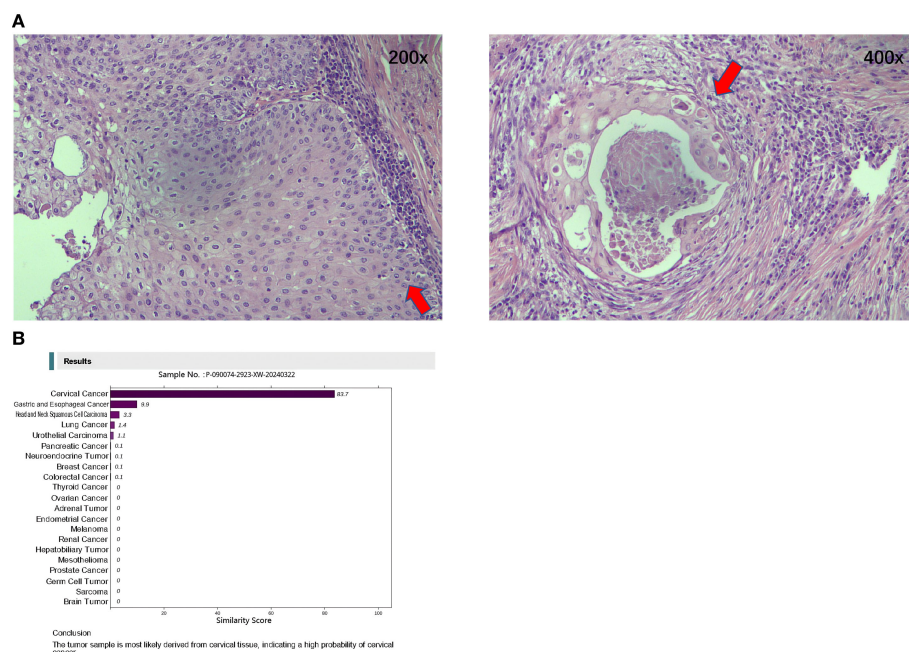 A
200x
400x
B
Results
Sample No. :P-090074-2923-XW-20240322
Cervical Cancer 83.7
Gastric and Esophageal Cancer 9.9
Head and Neck Squamous Cell Carcinoma 3.3
Lung Cancer 1.4
Urothelial Carcinoma 1.1
Pancreatic Cancer 0.1
Neuroendocrine Tumor 0.1
Breast Cancer 0.1
Colorectal Cancer 0.1
Thyroid Cancer 0
Ovarian Cancer 0
Adrenal Tumor 0
Endometrial Cancer 0
Melanoma 0
Renal Cancer 0
Hepatobiliary Tumor 0
Mesothelioma 0
Prostate Cancer 0
Germ Cell Tumor 0
Sarcoma 0
Brain Tumor 0
0 20 40 60 80 100
Similarity Score
Conclusion
The tumor sample is most likely derived from cervical tissue, indicating a high probability of cervical
cancer